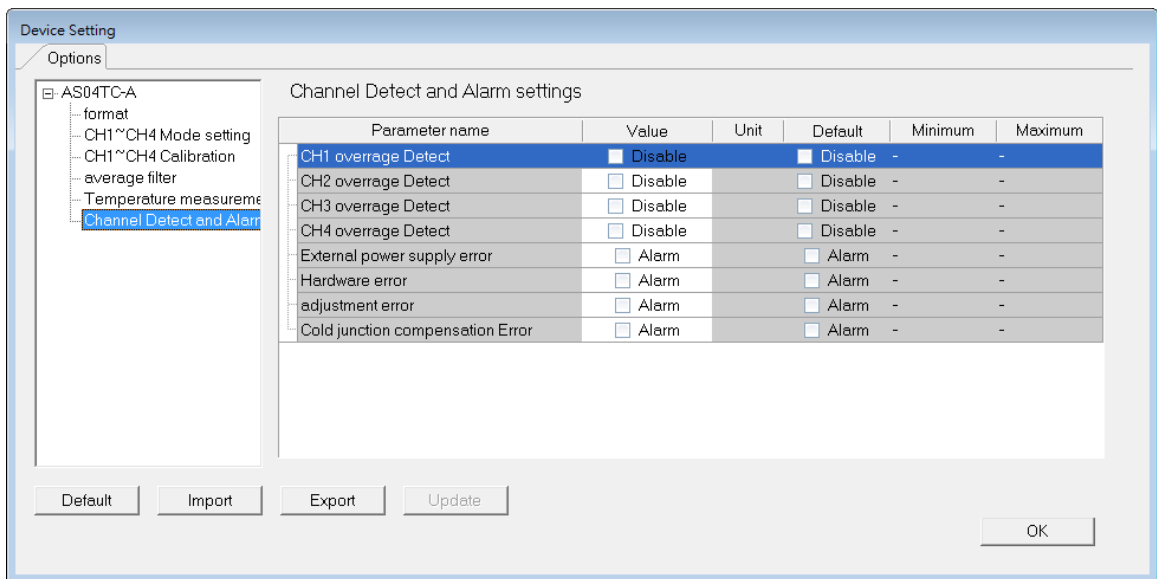 Device Setting
Options
AS04TC-A
format
CH1~CH4 Mode setting
CH1~CH4 Calibration
average filter
Temperature measureme
Channel Detect and Alarr
Channel Detect and Alarm settings
Parameter name Value Unit Default Minimum Maximum
CH1 overrage Detect Disable Disable - -
CH2 overrage Detect Disable Disable - -
CH3 overrage Detect Disable Disable - -
CH4 overrage Detect Disable Disable - -
External power supply error Alarm Alarm - -
Hardware error Alarm Alarm - -
adjustment error Alarm Alarm - -
Cold junction compensation Error Alarm Alarm - -
Default Import Export Update
OK